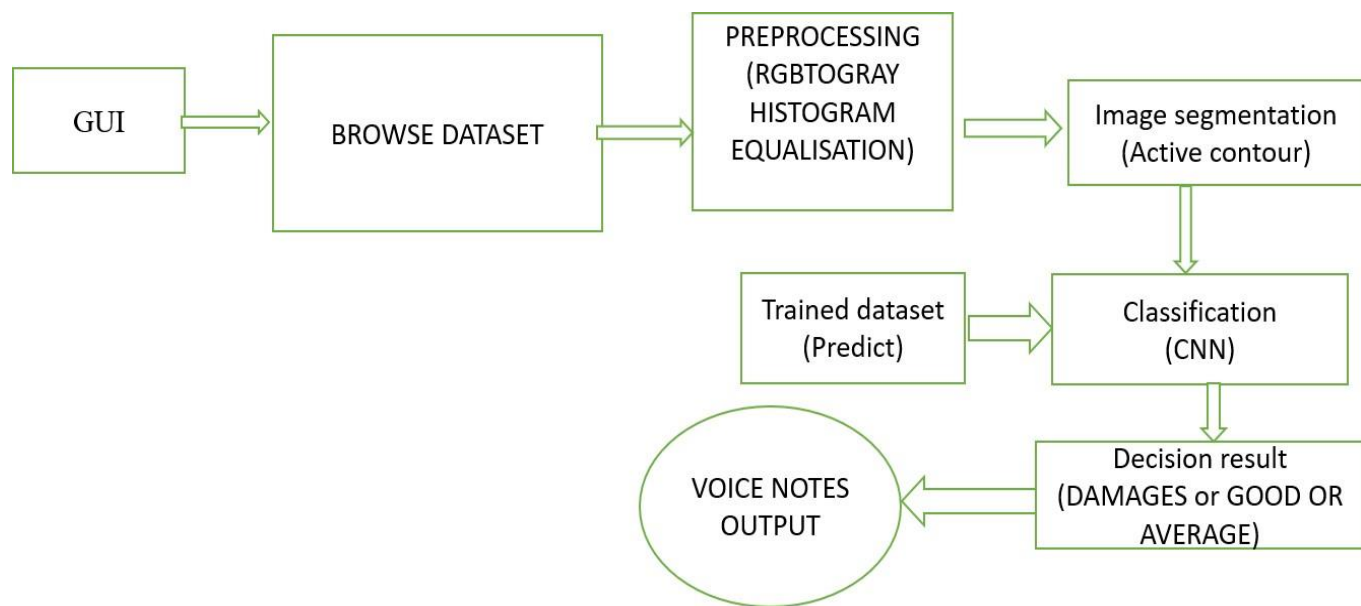 GUI
BROWSE DATASET
PREPROCESSING
(RGBTOGRAY
HISTOGRAM
EQUALISATION)
Image segmentation
(Active contour)
Trained dataset
(Predict)
Classification
(CNN)
Decision result
(DAMAGES or GOOD OR
AVERAGE)
VOICE NOTES
OUTPUT